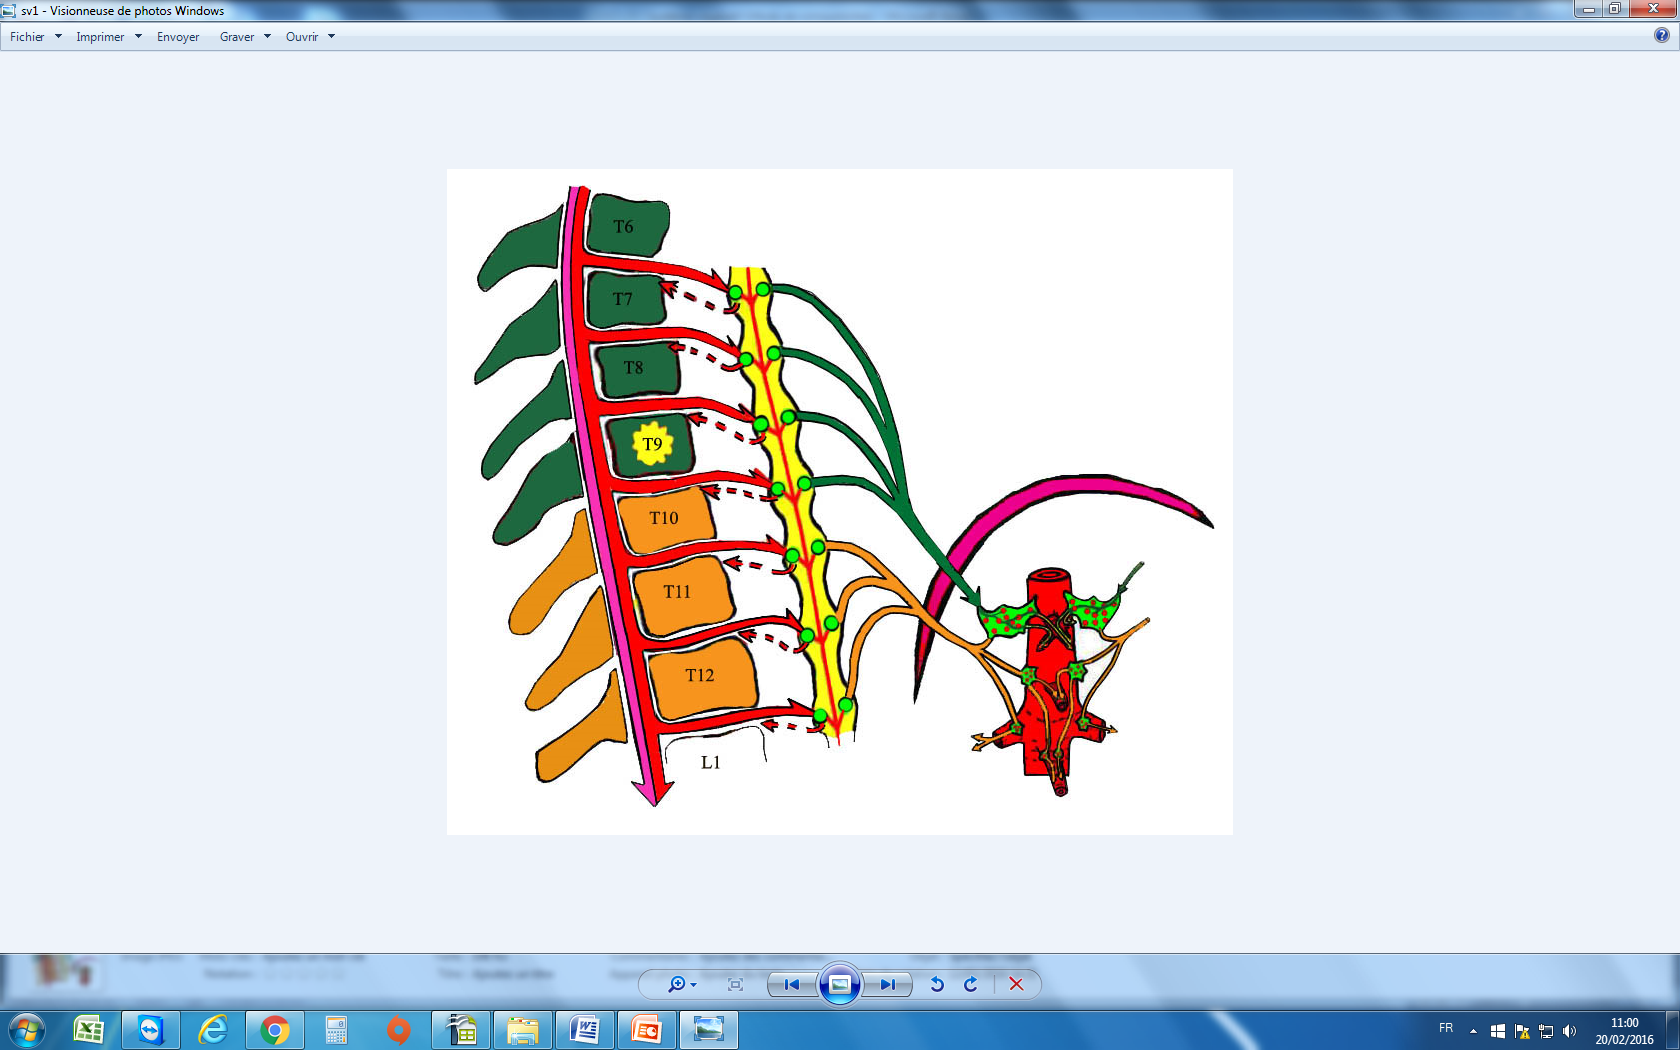 sv1 - Visionneuse de photos Windows
Fichier Imprimer Envoyer Graver Ouvrir
T6
T7
T8
T9
T10
T11
T12
L1
FR
11:00
20/02/2016